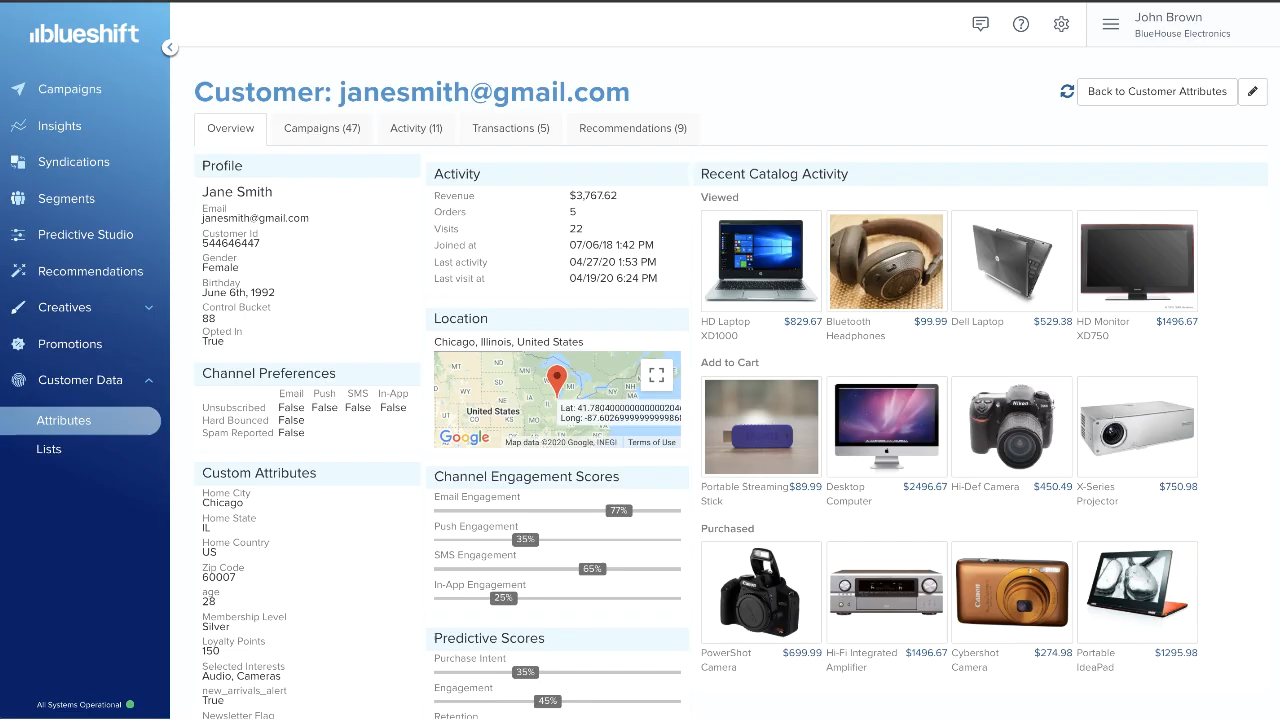 blueshift
Campaigns
Insights
Syndications
Segments
Predictive Studio
Recommendations
Creatives
Promotions
Customer Data
Attributes
Lists
All Systems Operational
John Brown
BlueHouse Electronics
Customer: janesmith@gmail.com
Back to Customer Attributes
Overview
Campaigns (47)
Activity (11)
Transactions (5)
Recommendations (9)
Profile
Jane Smith
Email
janesmith@gmail.com
Customer Id
544646447
Gender
Female
Birthday
June 6th, 1992
Control Bucket
88
Opted In
True
Channel Preferences
Email Push SMS In-App
Unsubscribed False False False False
Hard Bounced False
Spam Reported False
Custom Attributes
Home City
Chicago
Home State
IL
Home Country
US
Zip Code
60007
age
28
Membership Level
Silver
Loyalty Points
150
Selected Interests
Audio, Cameras
new_arrivals_alert
True
Newsletter Flag
Activity
Revenue $3,767.62
Orders 5
Visits 22
Joined at 07/06/18 1:42 PM
Last activity 04/27/20 1:53 PM
Last visit at 04/19/20 6:24 PM
Location
Chicago, Illinois, United States
United States
Google
Map data ©2020 Google, INEGI
Terms of Use
Channel Engagement Scores
Email Engagement
77%
Push Engagement
35%
SMS Engagement
65%
In-App Engagement
25%
Predictive Scores
Purchase Intent
35%
Engagement
45%
Retention
Recent Catalog Activity
Viewed
HD Laptop XD1000 $829.67
Bluetooth Headphones $99.99
Dell Laptop $529.38
HD Monitor XD750 $1496.67
Add to Cart
Portable Streaming Stick $89.99
Desktop Computer $2496.67
Hi-Def Camera $450.49
X-Series Projector $750.98
Purchased
PowerShot Camera $699.99
Hi-Fi Integrated Amplifier $1496.67
Cybershot Camera $274.98
Portable IdeaPad $1295.98